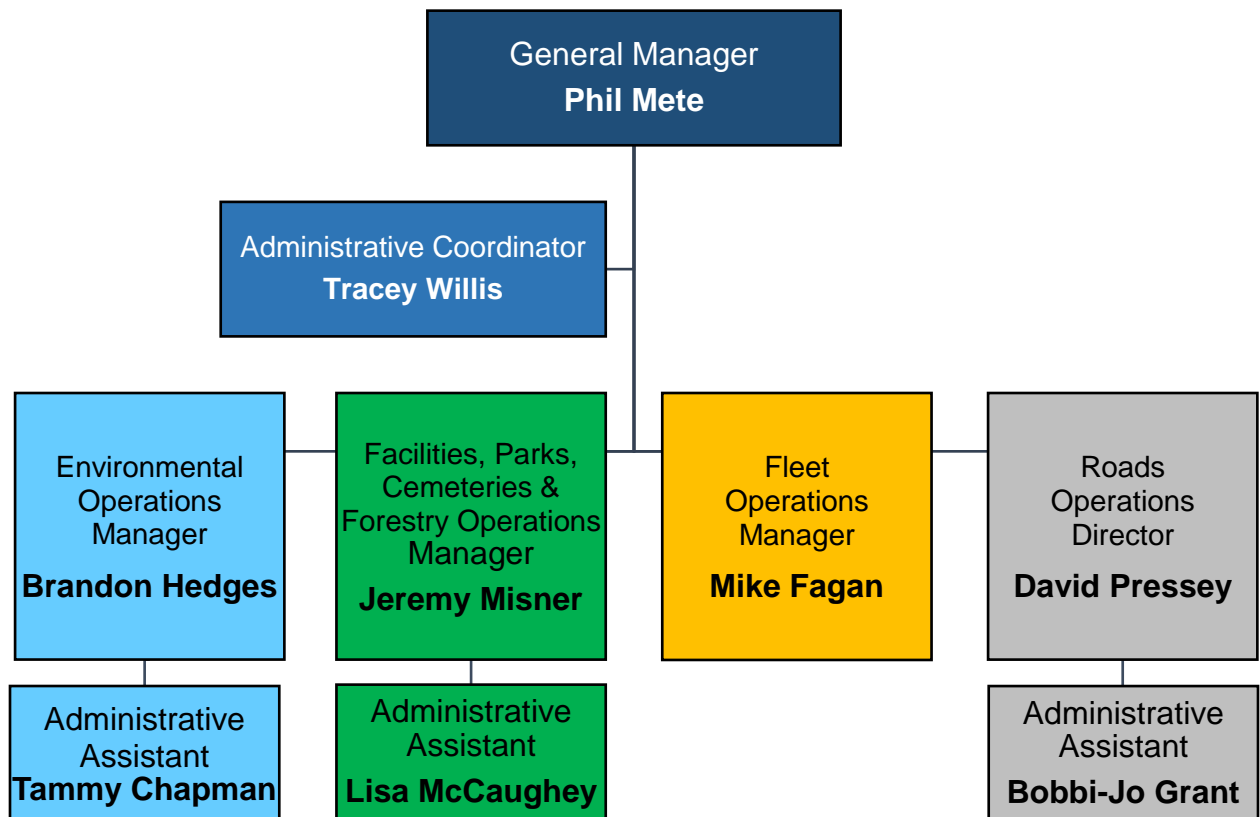 General Manager
Phil Mete
Administrative Coordinator
Tracey Willis
Environmental
Operations
Manager
Brandon Hedges
Facilities, Parks,
Cemeteries &
Forestry Operations
Manager
Jeremy Misner
Fleet
Operations
Manager
Mike Fagan
Roads
Operations
Director
David Pressey
Administrative
Assistant
Tammy Chapman
Administrative
Assistant
Lisa McCaughey
Administrative
Assistant
Bobbi-Jo Grant